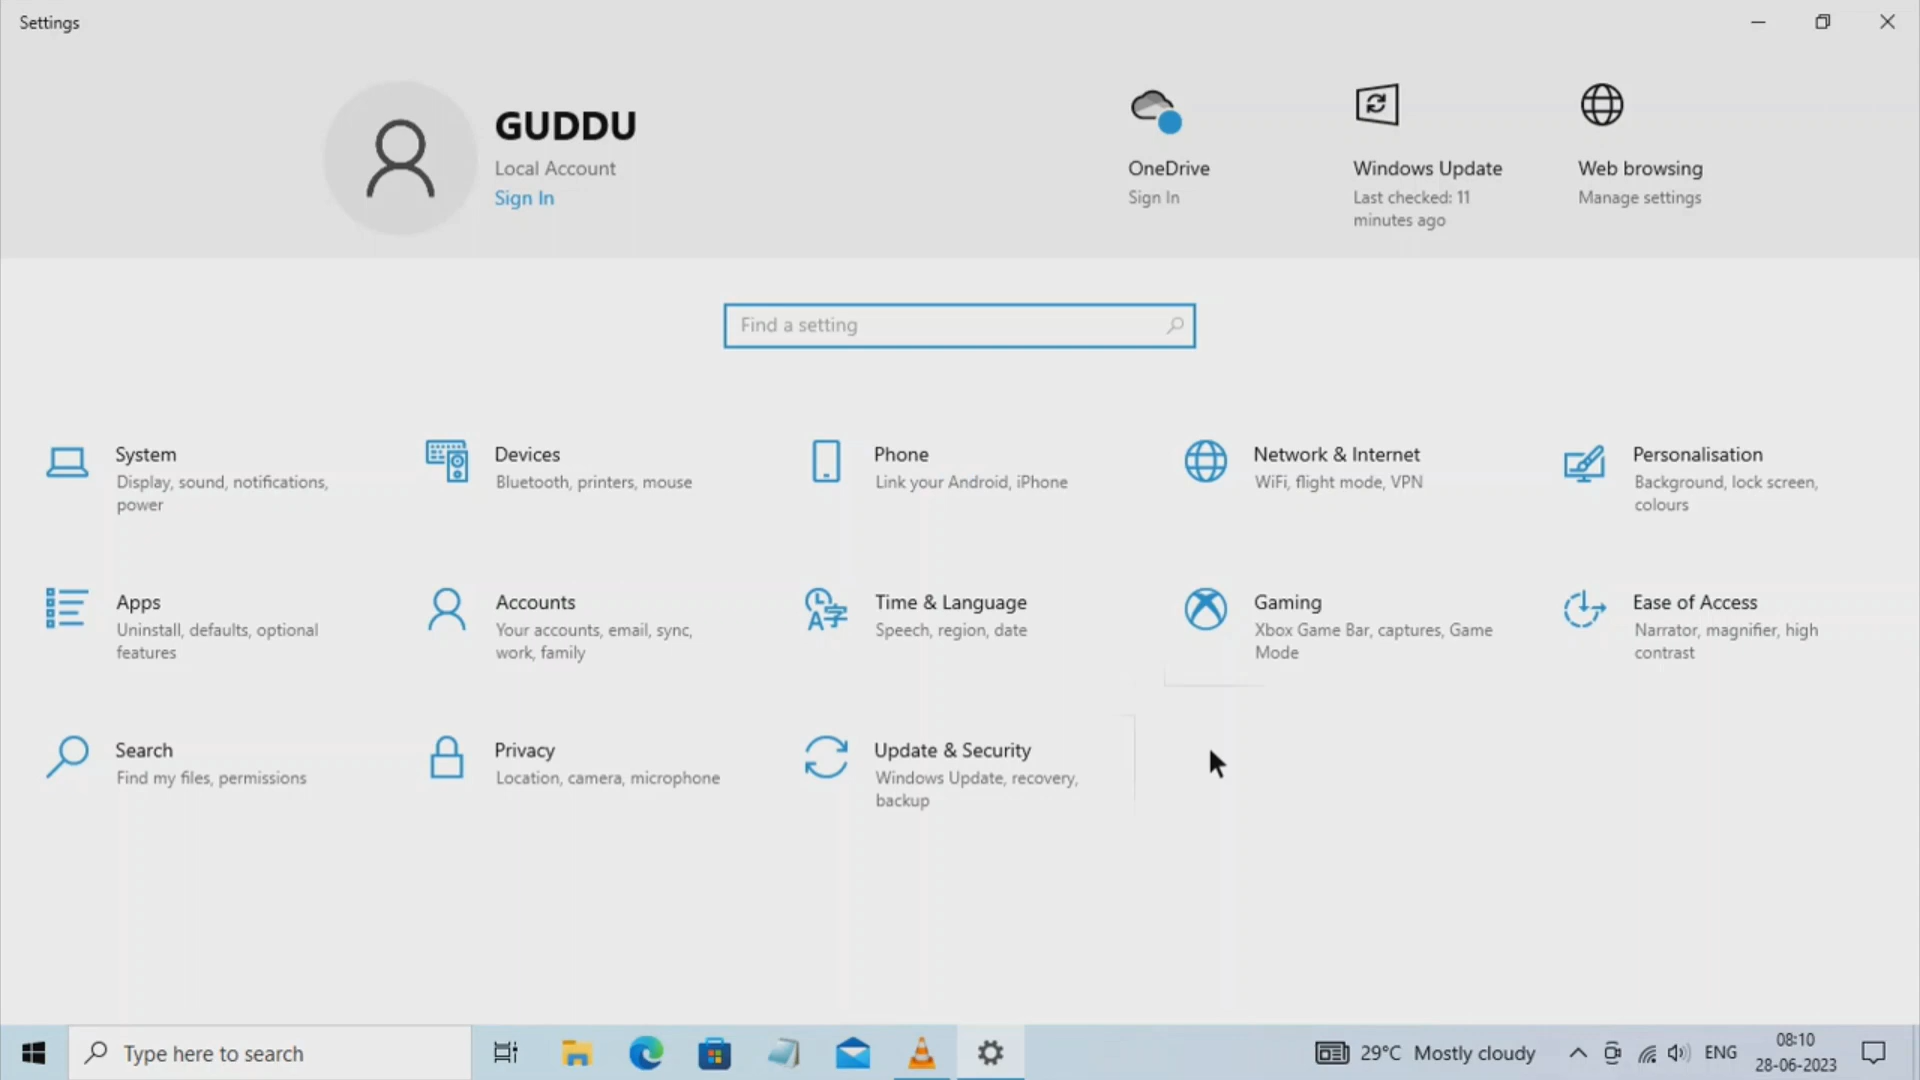 Settings
GUDDU
Local Account
Sign In
OneDrive
Sign In
Windows Update
Last checked: 11
minutes ago
Web browsing
Manage settings
Find a setting
System
Display, sound, notifications,
power
Devices
Bluetooth, printers, mouse
Phone
Link your Android, iPhone
Network & Internet
WiFi, flight mode, VPN
Personalisation
Background, lock screen,
colours
Apps
Uninstall, defaults, optional
features
Accounts
Your accounts, email, sync,
work, family
Time & Language
Speech, region, date
Gaming
Xbox Game Bar, captures, Game
Mode
Ease of Access
Narrator, magnifier, high
contrast
Search
Find my files, permissions
Privacy
Location, camera, microphone
Update & Security
Windows Update, recovery,
backup
Type here to search
29°C Mostly cloudy
ENG
08:10
28-06-2023